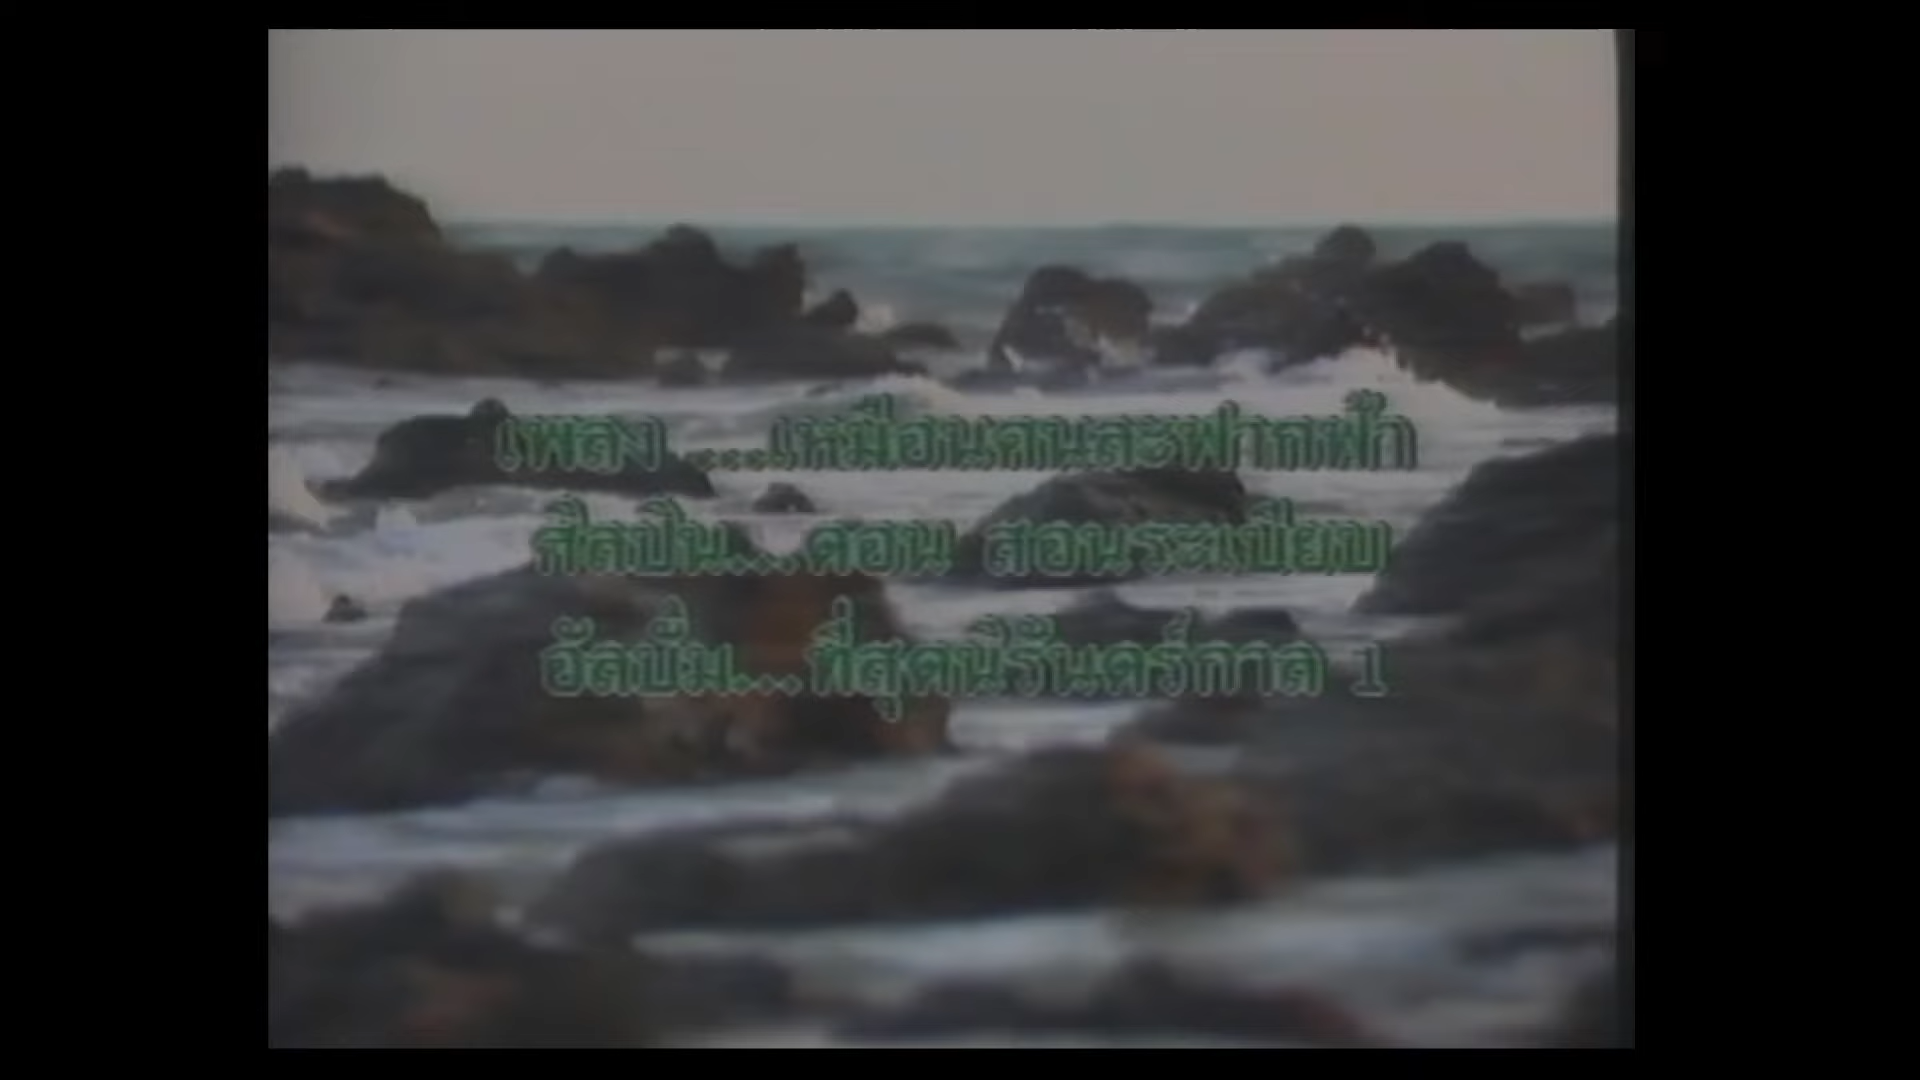 เพลง ....เหมือนคนละฟากฟ้า
ศิลปิน...ดอน สอนระเบียบ
อัลบั้ม...ที่สุดนิรันดร์กาล 1